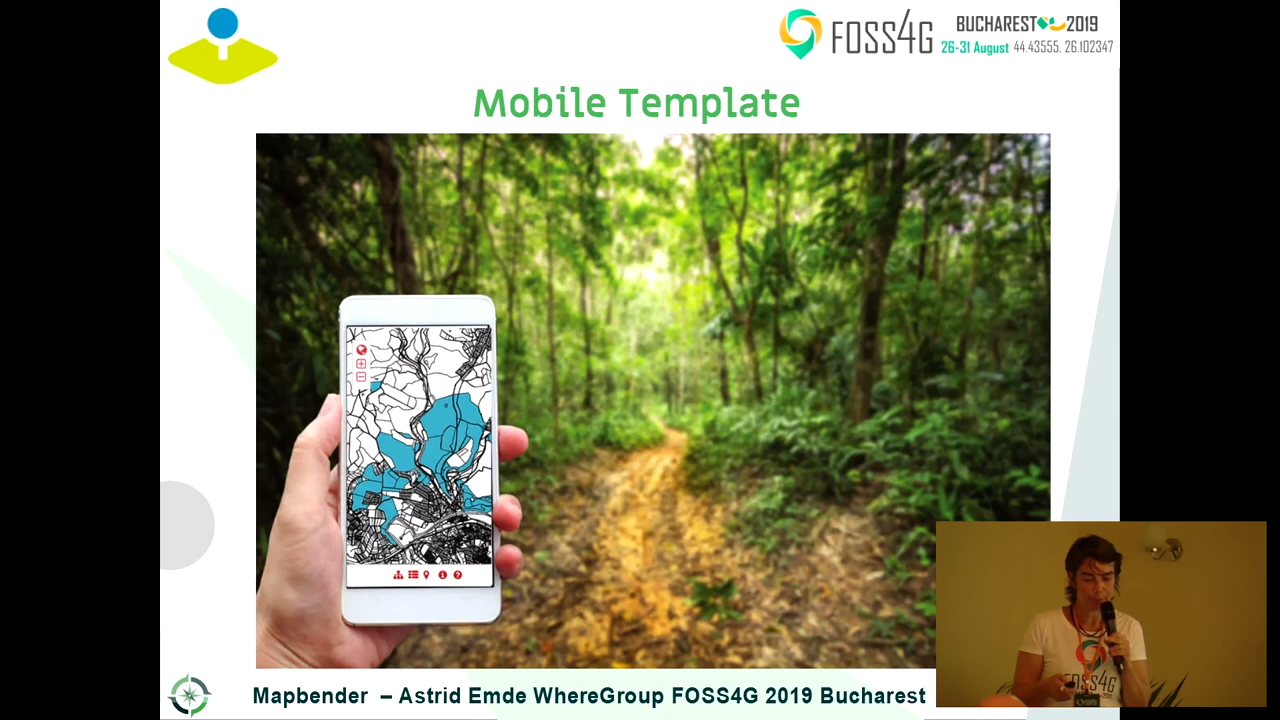 FOSS4G
BUCHAREST 2019
26-31 August 44.43555, 26.102347
Mobile Template
FOSS4G
Mapbender – Astrid Emde WhereGroup FOSS4G 2019 Bucharest